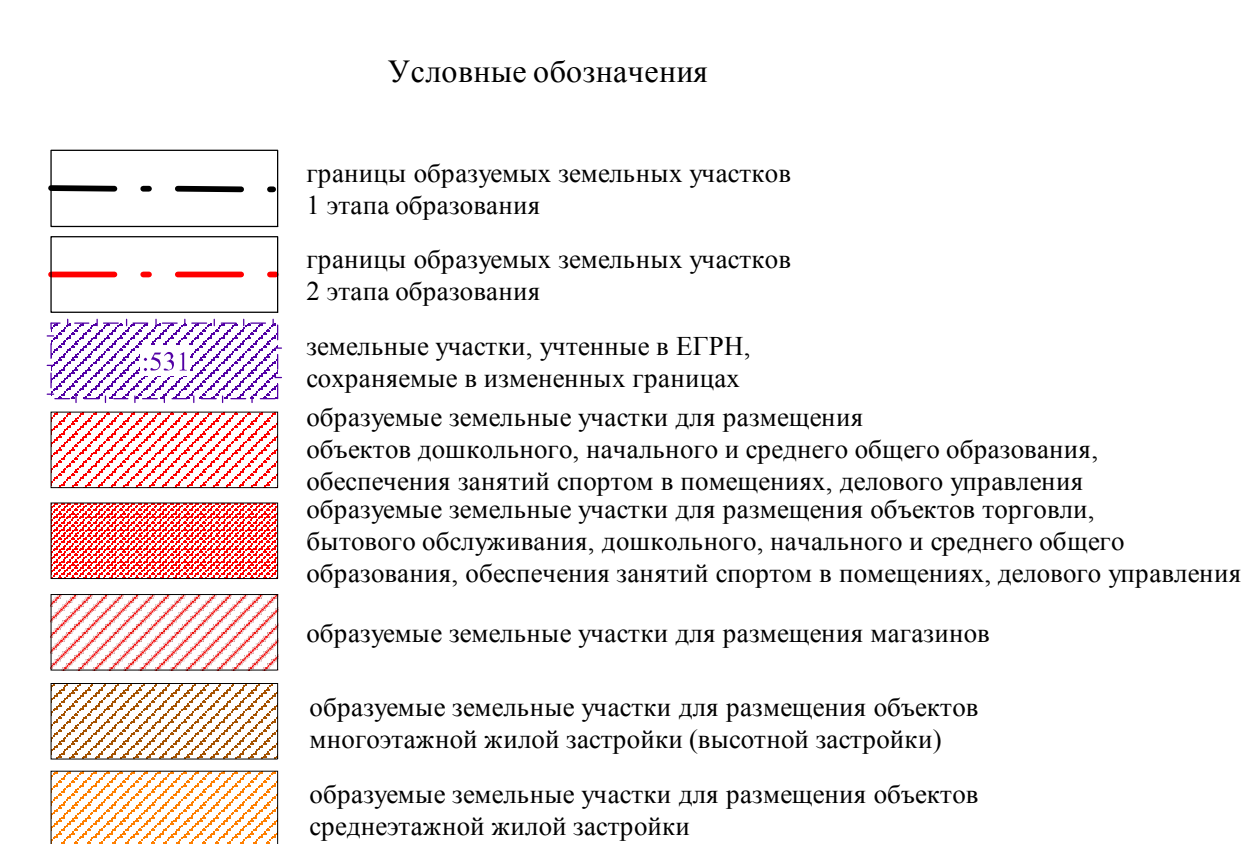 Условные обозначения
границы образуемых земельных участков
1 этапа образования
границы образуемых земельных участков
2 этапа образования
:531
земельные участки, учтенные в ЕГРН,
сохраняемые в измененных границах
образуемые земельные участки для размещения
объектов дошкольного, начального и среднего общего образования,
обеспечения занятий спортом в помещениях, делового управления
образуемые земельные участки для размещения объектов торговли,
бытового обслуживания, дошкольного, начального и среднего общего
образования, обеспечения занятий спортом в помещениях, делового управления
образуемые земельные участки для размещения магазинов
образуемые земельные участки для размещения объектов
многоэтажной жилой застройки (высотной застройки)
образуемые земельные участки для размещения объектов
среднеэтажной жилой застройки